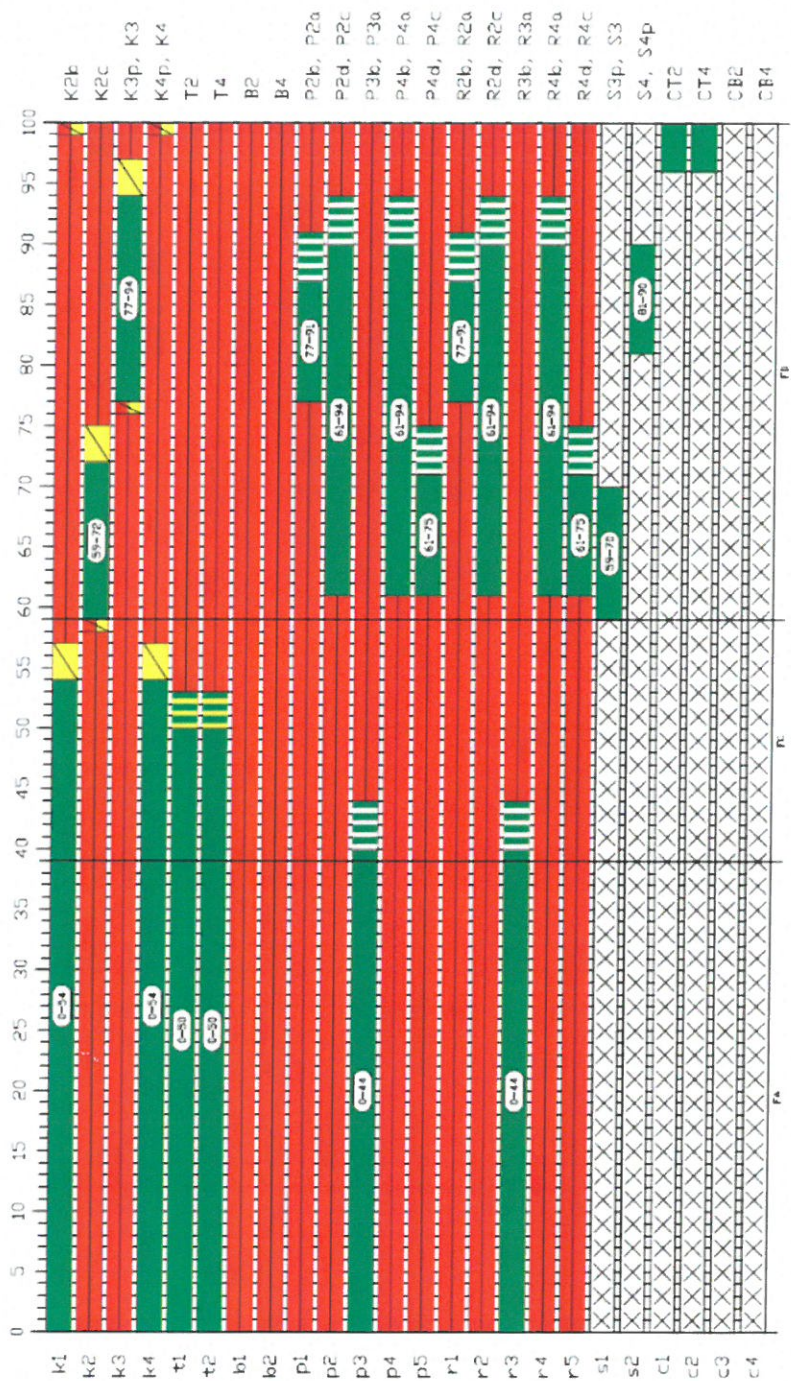 0 5 10 15 20 25 30 35 40 45 50 55 60 65 70 75 80 85 90 95 100
k1 0-54 K2b
k2 59-72 K2c
k3 77-94 K3p, K3
k4 0-54 K4p, K4
t1 0-50 T2
t2 0-50 T4
b1 B2
b2 B4
p1 77-91 P2b, P2a
p2 61-94 P2d, P2c
p3 0-44 P3b, P3a
p4 61-94 P4b, P4a
p5 61-75 P4d, P4c
r1 77-91 R2b, R2a
r2 61-94 R2d, R2c
r3 0-44 R3b, R3a
r4 61-94 R4b, R4a
r5 61-75 R4d, R4c
s1 59-70 S3p, S3
s2 81-90 S4, S4p
c1 CT2
c2 CT4
c3 CB2
c4 CB4
FA